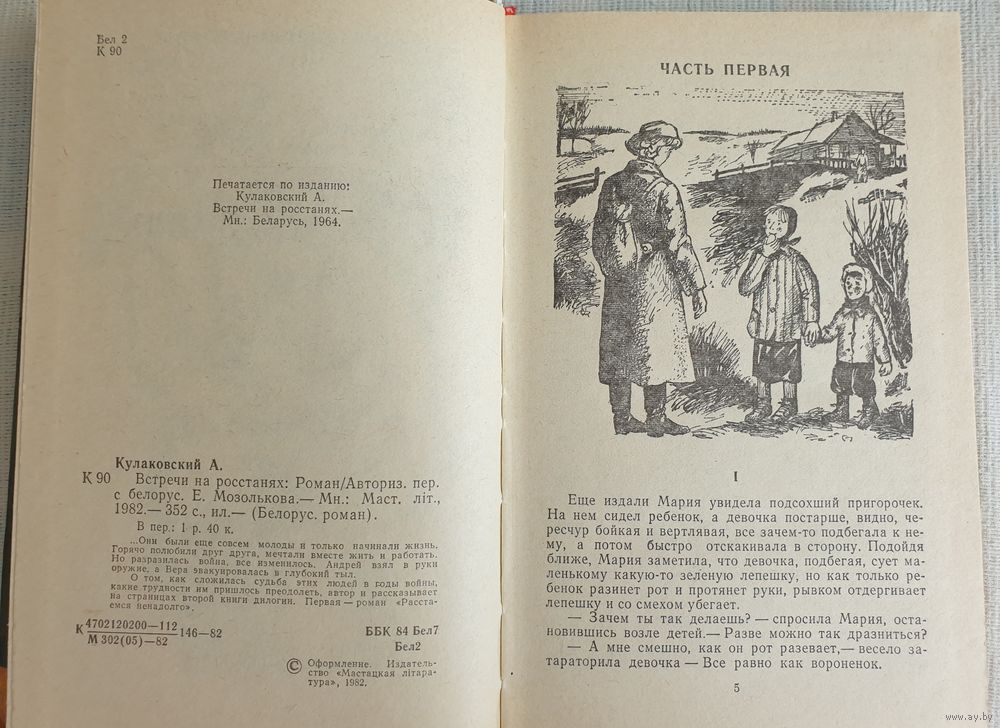 Бел 2
К 90
Печатается по изданию:
Кулаковский А.
Встречи на росстанях.—
Мн.: Беларусь, 1964.
Кулаковский А.
К 90 Встречи на росстанях: Роман/Авториз. пер.
с белорус. Е. Мозолькова.— Мн.: Маст. літ.,
1982.— 352 с., ил.— (Белорус. роман).
В пер.: 1 р. 40 к.
...Они были еще совсем молоды и только начинали жизнь.
Горячо полюбили друг друга, мечтали вместе жить и работать.
Но разразилась война, все изменилось. Андрей взял в руки
оружие, а Вера эвакуировалась в глубокий тыл.
О том, как сложилась судьба этих людей в годы войны,
какие трудности им пришлось преодолеть, автор и рассказывает
на страницах второй книги дилогии. Первая — роман «Расста-
емся ненадолго».
К 4702120200—112
М 302(05)—82
146—82
ББК 84 Бел7
Бел2
© Оформление. Издатель-
ство «Мастацкая літара-
тура», 1982.
ЧАСТЬ ПЕРВАЯ
I
Еще издали Мария увидела подсохший пригорочек.
На нем сидел ребенок, а девочка постарше, видно, че-
ресчур бойкая и вертлявая, все зачем-то подбегала к не-
му, а потом быстро отскакивала в сторону. Подойдя
ближе, Мария заметила, что девочка, подбегая, сует ма-
ленькому какую-то зеленую лепешку, но как только ре-
бенок разинет рот и протянет руки, рывком отдергивает
лепешку и со смехом убегает.
— Зачем ты так делаешь? — спросила Мария, оста-
новившись возле детей.— Разве можно так дразниться?
— А мне смешно, как он рот разевает,— весело за-
тараторила девочка — Все равно как вороненок.
5
www.ay.by